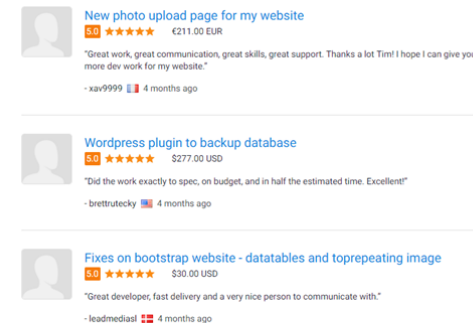 New photo upload page for my website
5.0 €211.00 EUR
"Great work, great communication, great skills, great support. Thanks a lot Tim! I hope I can give you
more dev work for my website."
- xav9999 4 months ago
Wordpress plugin to backup database
5.0 $277.00 USD
"Did the work exactly to spec, on budget, and in half the estimated time. Excellent!"
- brettrutecky 4 months ago
Fixes on bootstrap website - datatables and toprepeating image
5.0 $30.00 USD
"Great developer, fast delivery and a very nice person to communicate with."
- leadmediasl 4 months ago